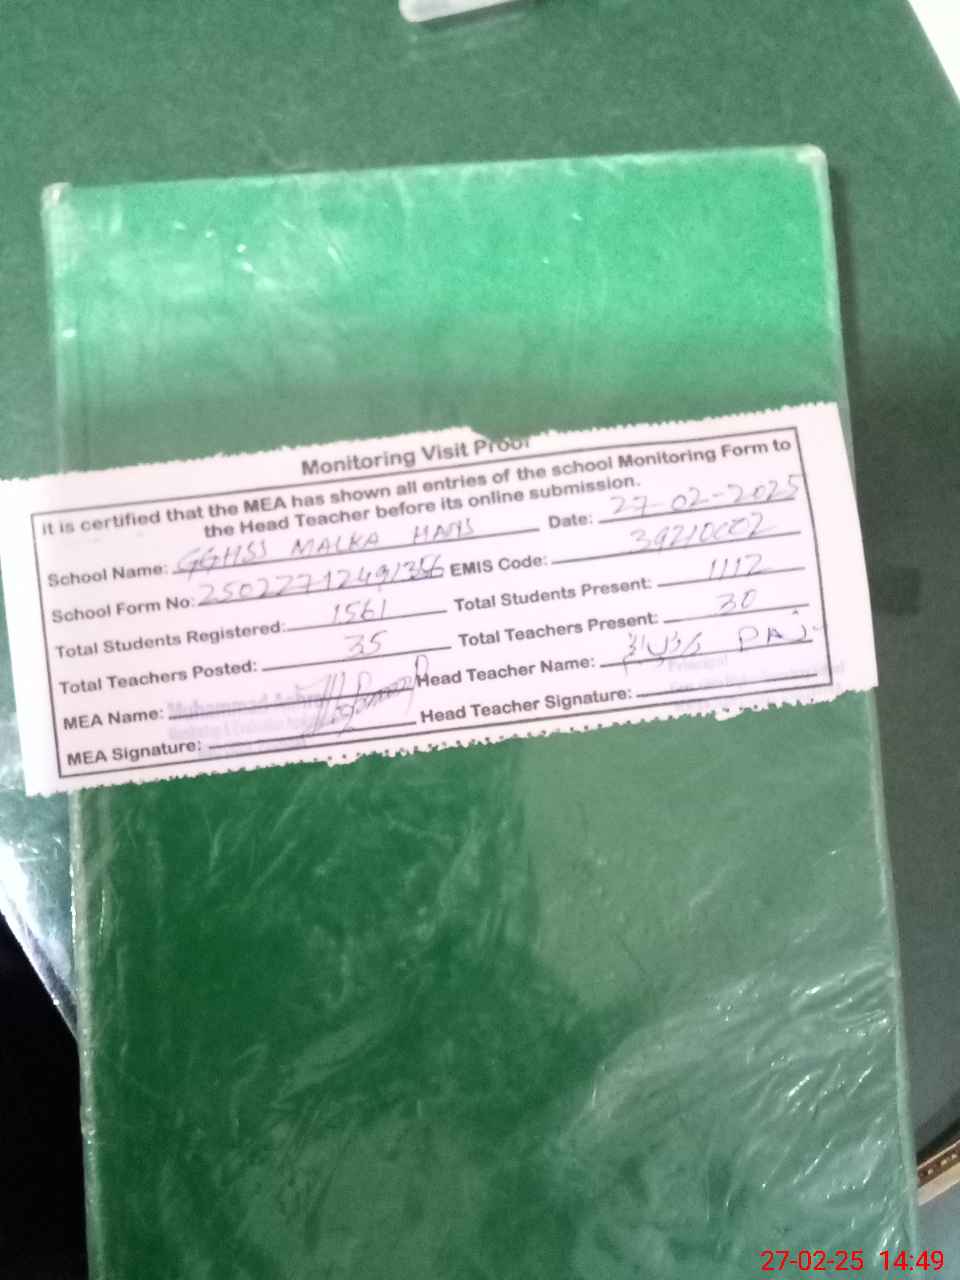 Monitoring Visit Proof
It is certified that the MEA has shown all entries of the school Monitoring Form to
the Head Teacher before its online submission.
School Name: GGHSS MALKA HANS Date: 27-02-2025
School Form No: EMIS Code: 39210002
Total Students Registered: 1561 Total Students Present: 1112
Total Teachers Posted: 35 Total Teachers Present: 30
MEA Name: Muhammad Head Teacher Name:
MEA Signature: Head Teacher Signature:
Principal
27-02-25 14:49